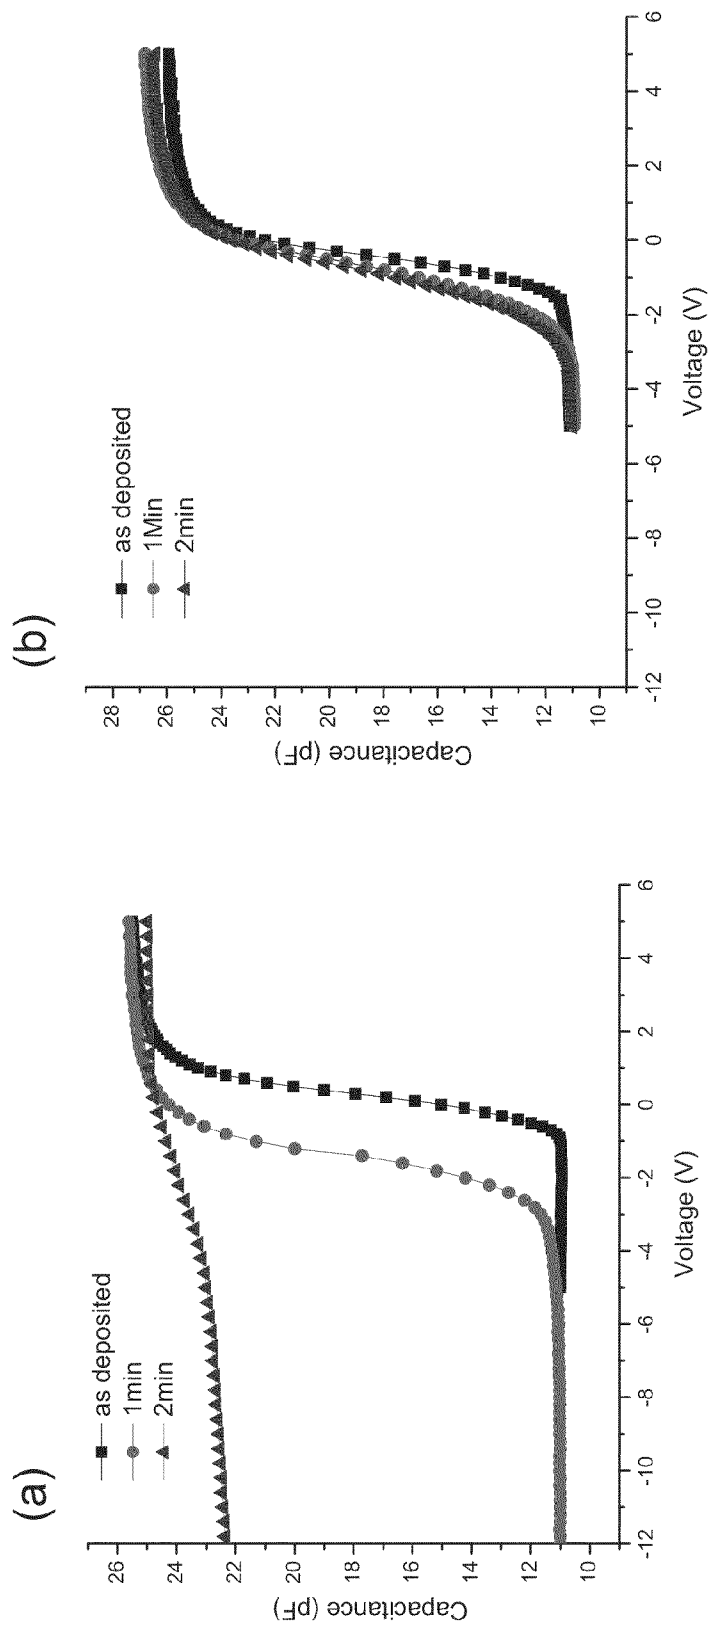 (a)
as deposited
1min
2min
Capacitance (pF)
26
24
22
20
18
16
14
12
10
-12 -10 -8 -6 -4 -2 0 2 4 6
Voltage (V)
(b)
as deposited
1Min
2min
Capacitance (pF)
28
26
24
22
20
18
16
14
12
10
-12 -10 -8 -6 -4 -2 0 2 4 6
Voltage (V)